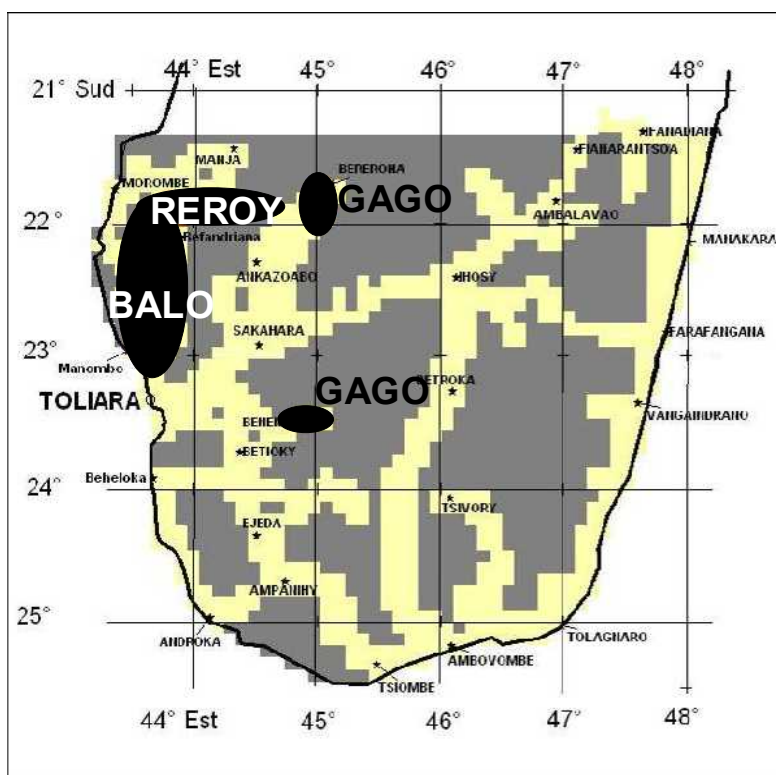 44° Est 45° 46° 47° 48°
21° Sud
IFANADIANA
MANJA
FIANARANTSOA
BEREROHA
MOROMBE
REROY
GAGO
AMBALAVAO
22°
Befandriana
MANAKARA
ANKAZOABO
IHOSY
BALO
SAKAHARA
FARAFANGANA
23°
Manombo
GAGO
BETROKA
TOLIARA
VANGAINDRANO
BETIOKY
Beheloka
24°
TSIVORY
EJEDA
AMPANIHY
25°
ANDROKA
TOLAGNARO
AMBOVOMBE
TSIOMBE
44° Est 45° 46° 47° 48°